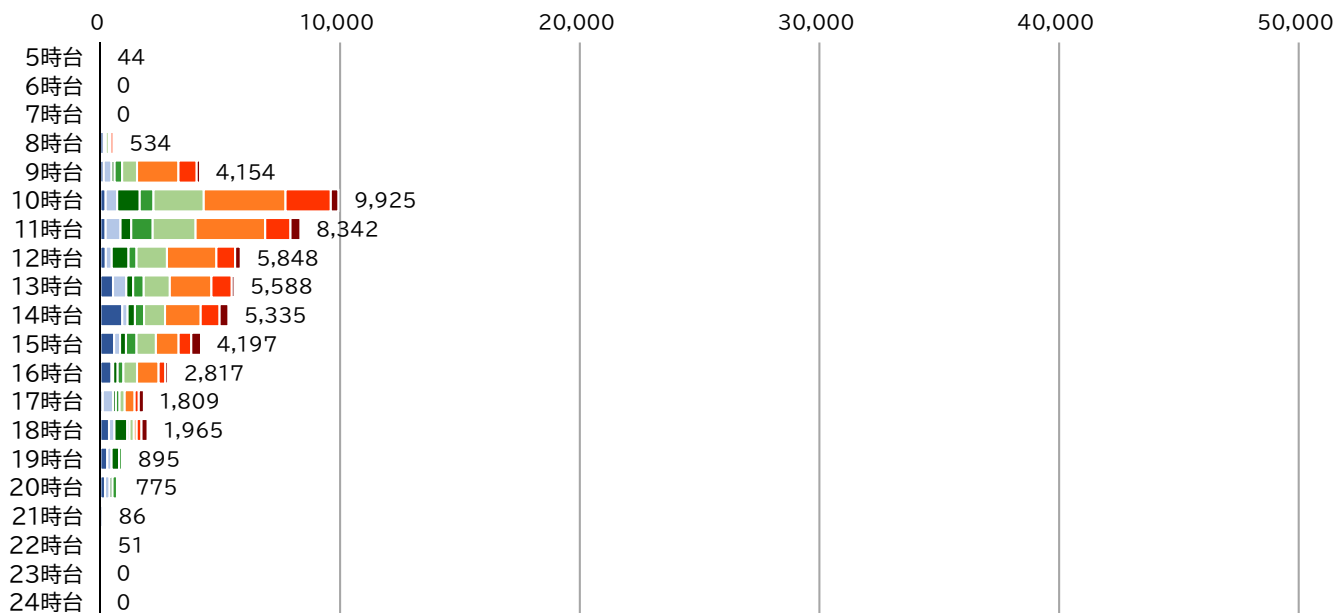 0 10,000 20,000 30,000 40,000 50,000
5時台 44
6時台 0
7時台 0
8時台 534
9時台 4,154
10時台 9,925
11時台 8,342
12時台 5,848
13時台 5,588
14時台 5,335
15時台 4,197
16時台 2,817
17時台 1,809
18時台 1,965
19時台 895
20時台 775
21時台 86
22時台 51
23時台 0
24時台 0